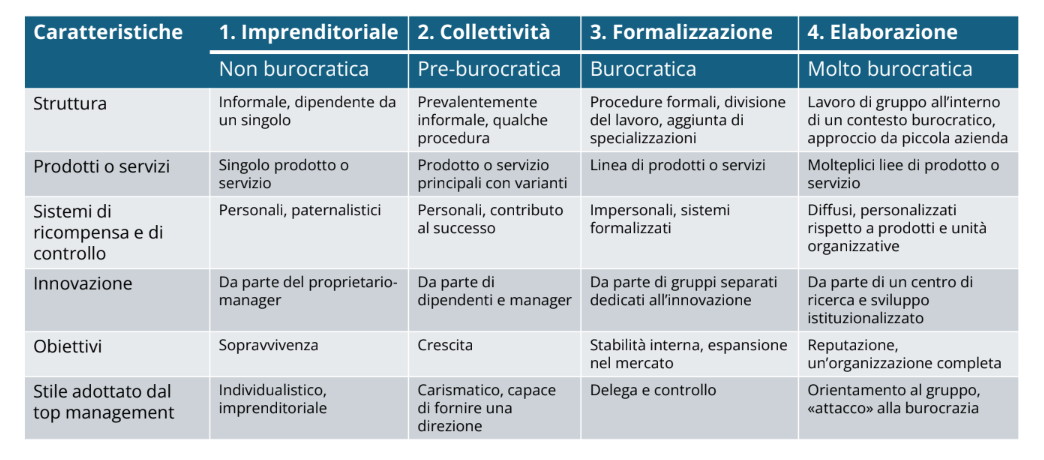 Caratteristiche
1. Imprenditoriale
2. Collettività
3. Formalizzazione
4. Elaborazione
Non burocratica
Pre-burocratica
Burocratica
Molto burocratica
Struttura
Informale, dipendente da
un singolo
Prevalentemente
informale, qualche
procedura
Procedure formali, divisione
del lavoro, aggiunta di
specializzazioni
Lavoro di gruppo all’interno
di un contesto burocratico,
approccio da piccola azienda
Prodotti o servizi
Singolo prodotto o
servizio
Prodotto o servizio
principali con varianti
Linea di prodotti o servizi
Molteplici liee di prodotto o
servizio
Sistemi di
ricompensa e di
controllo
Personali, paternalistici
Personali, contributo
al successo
Impersonali, sistemi
formalizzati
Diffusi, personalizzati
rispetto a prodotti e unità
organizzative
Innovazione
Da parte del proprietario-
manager
Da parte di
dipendenti e manager
Da parte di gruppi separati
dedicati all’innovazione
Da parte di un centro di
ricerca e sviluppo
istituzionalizzato
Obiettivi
Sopravvivenza
Crescita
Stabilità interna, espansione
nel mercato
Reputazione,
un’organizzazione completa
Stile adottato dal
top management
Individualistico,
imprenditoriale
Carismatico, capace
di fornire una
direzione
Delega e controllo
Orientamento al gruppo,
«attacco» alla burocrazia